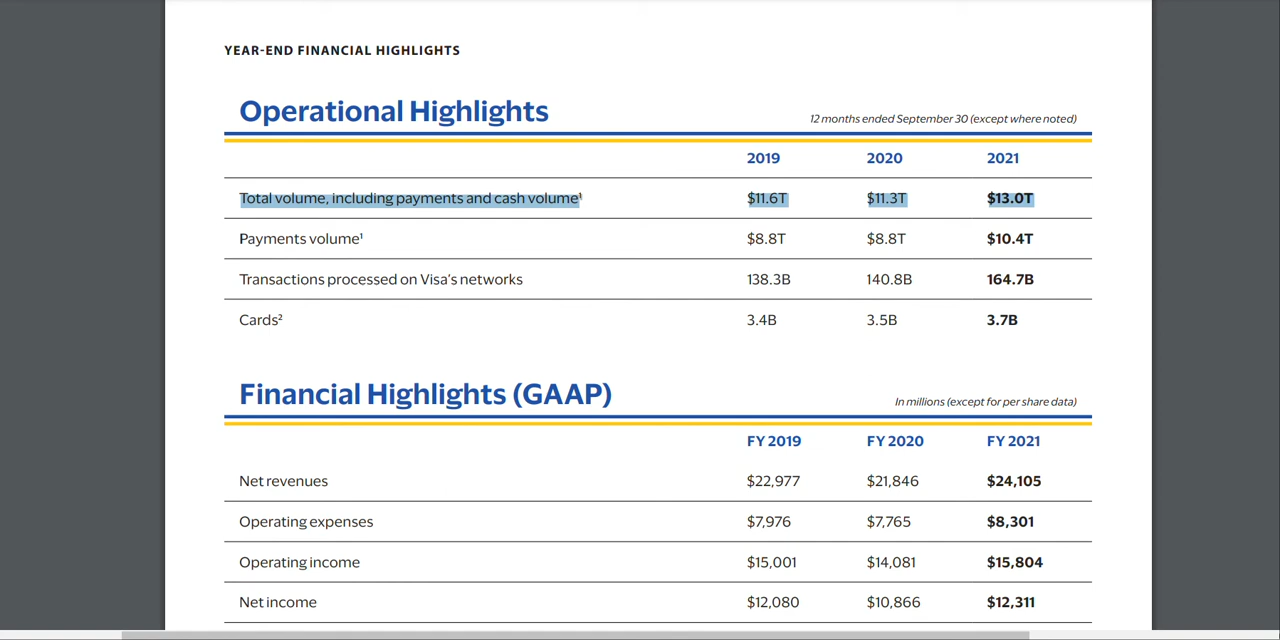 YEAR-END FINANCIAL HIGHLIGHTS
Operational Highlights 12 months ended September 30 (except where noted)
2019 2020 2021
Total volume, including payments and cash volume¹ $11.6T $11.3T $13.0T
Payments volume¹ $8.8T $8.8T $10.4T
Transactions processed on Visa's networks 138.3B 140.8B 164.7B
Cards² 3.4B 3.5B 3.7B
Financial Highlights (GAAP) In millions (except for per share data)
FY 2019 FY 2020 FY 2021
Net revenues $22,977 $21,846 $24,105
Operating expenses $7,976 $7,765 $8,301
Operating income $15,001 $14,081 $15,804
Net income $12,080 $10,866 $12,311